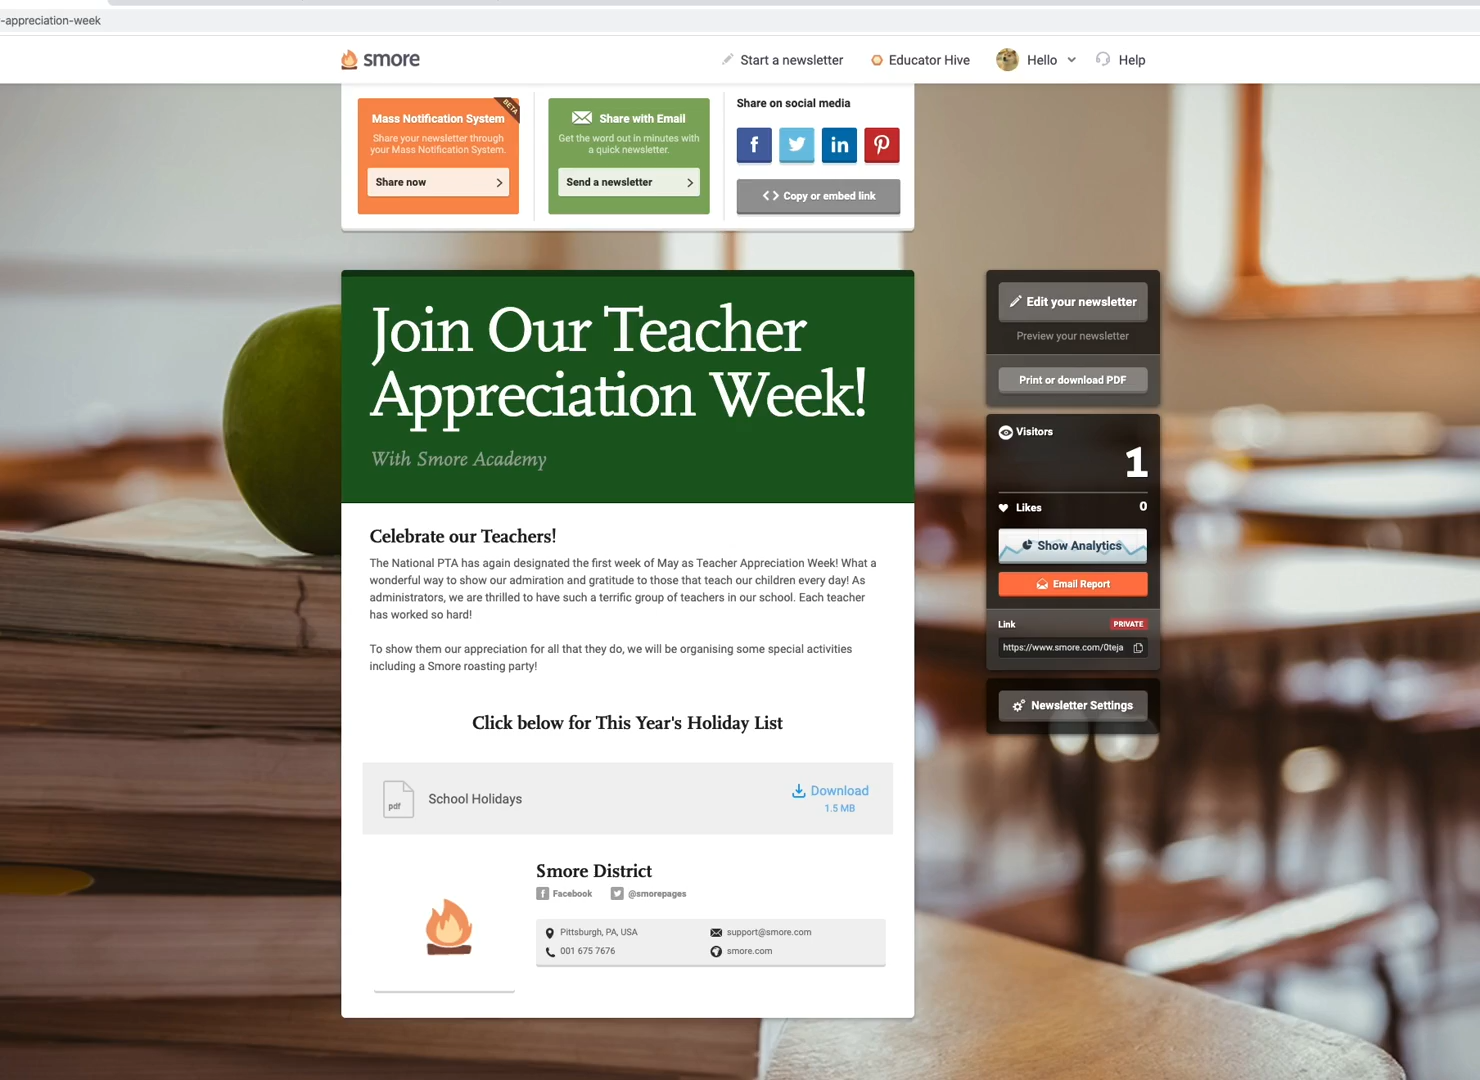 -appreciation-week
smore
Start a newsletter
Educator Hive
Hello
Help
Mass Notification System
BETA
Share your newsletter through
your Mass Notification System.
Share now
Share with Email
Get the word out in minutes with
a quick newsletter.
Send a newsletter
Share on social media
Copy or embed link
Join Our Teacher
Appreciation Week!
With Smore Academy
Celebrate our Teachers!
The National PTA has again designated the first week of May as Teacher Appreciation Week! What a
wonderful way to show our admiration and gratitude to those that teach our children every day! As
administrators, we are thrilled to have such a terrific group of teachers in our school. Each teacher
has worked so hard!
To show them our appreciation for all that they do, we will be organising some special activities
including a Smore roasting party!
Click below for This Year's Holiday List
pdf
School Holidays
Download
1.5 MB
Smore District
Facebook
@smorepages
Pittsburgh, PA, USA
support@smore.com
001 675 7676
smore.com
Edit your newsletter
Preview your newsletter
Print or download PDF
Visitors
1
Likes
0
Show Analytics
Email Report
Link
PRIVATE
https://www.smore.com/0teja
Newsletter Settings